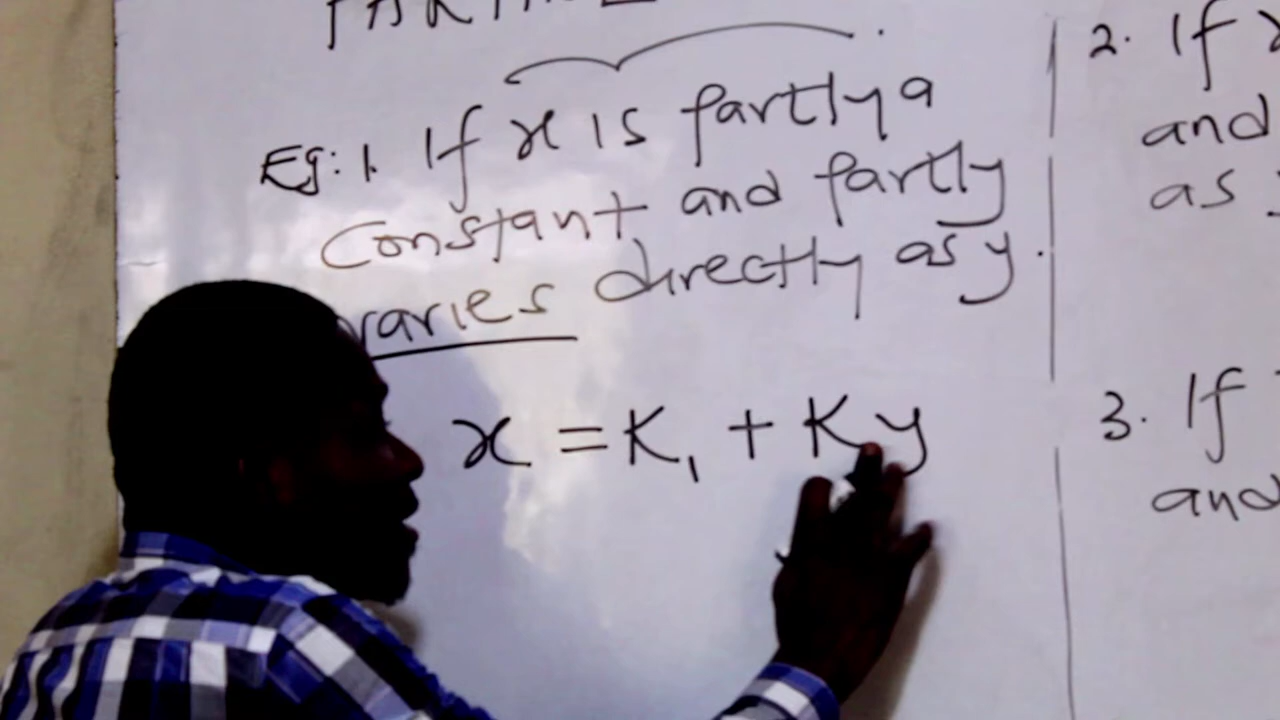 Eg: 1. If x is partly a
Constant and partly
varies directly as y.
x = K₁ + Ky
2. If
and
as
3. If
and